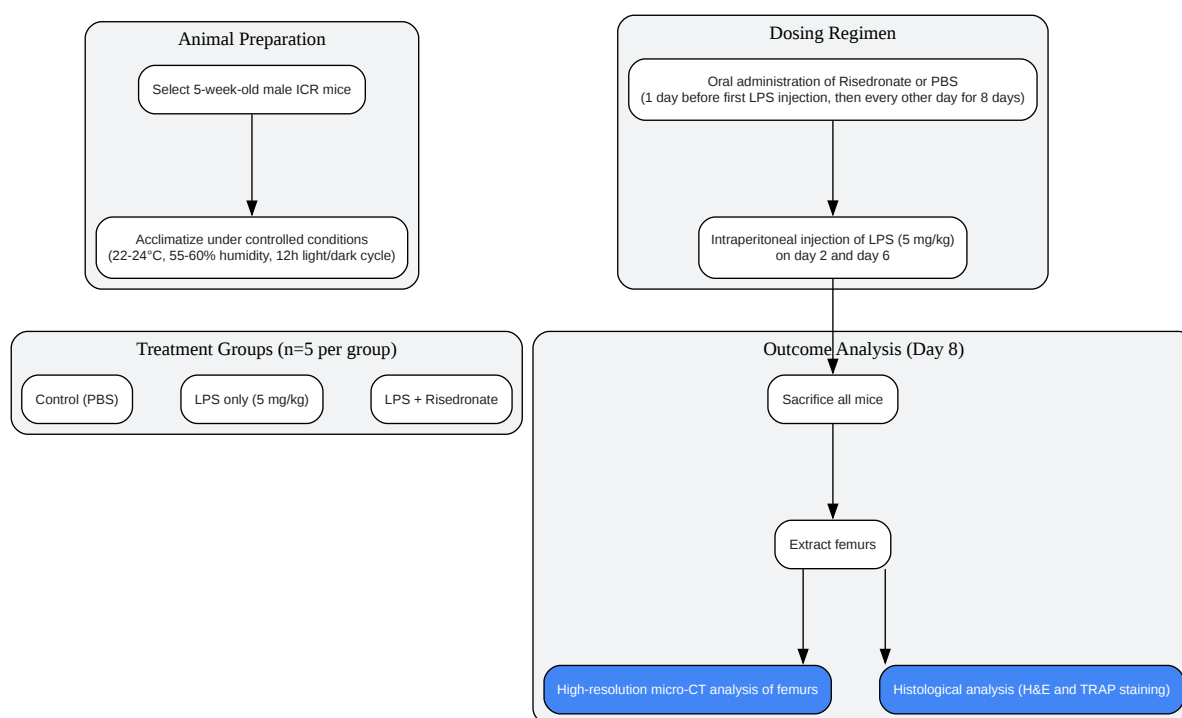 Animal Preparation
Select 5-week-old male ICR mice
Acclimatize under controlled conditions
(22-24°C, 55-60% humidity, 12h light/dark cycle)
Dosing Regimen
Oral administration of Risedronate or PBS
(1 day before first LPS injection, then every other day for 8 days)
Intraperitoneal injection of LPS (5 mg/kg)
on day 2 and day 6
Treatment Groups (n=5 per group)
Control (PBS)
LPS only (5 mg/kg)
LPS + Risedronate
Outcome Analysis (Day 8)
Sacrifice all mice
Extract femurs
High-resolution micro-CT analysis of femurs
Histological analysis (H&E and TRAP staining)